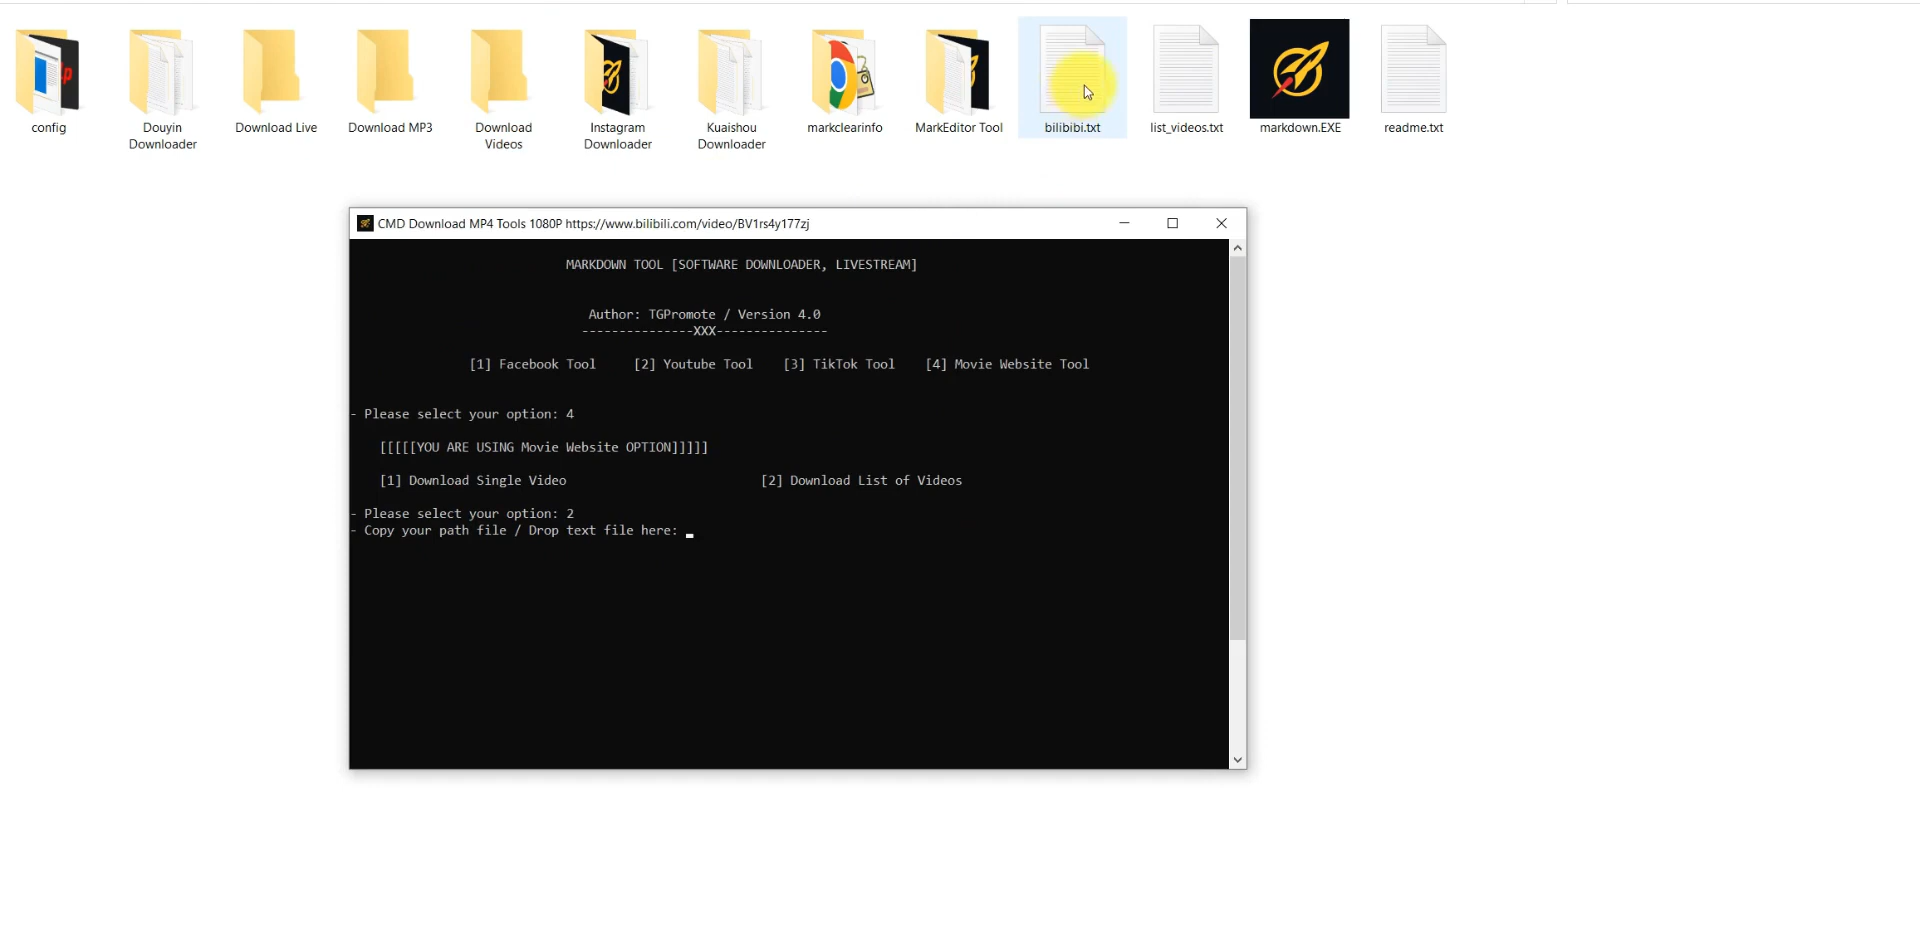 config
Douyin
Downloader
Download Live
Download MP3
Download
Videos
Instagram
Downloader
Kuaishou
Downloader
markclearinfo
MarkEditor Tool
bilibibi.txt
list_videos.txt
markdown.EXE
readme.txt
CMD Download MP4 Tools 1080P https://www.bilibili.com/video/BV1rs4y177zj
MARKDOWN TOOL [SOFTWARE DOWNLOADER, LIVESTREAM]
Author: TGPromote / Version 4.0
---------------XXX---------------
[1] Facebook Tool [2] Youtube Tool [3] TikTok Tool [4] Movie Website Tool
- Please select your option: 4
[[[[[YOU ARE USING Movie Website OPTION]]]]]
[1] Download Single Video [2] Download List of Videos
- Please select your option: 2
- Copy your path file / Drop text file here: